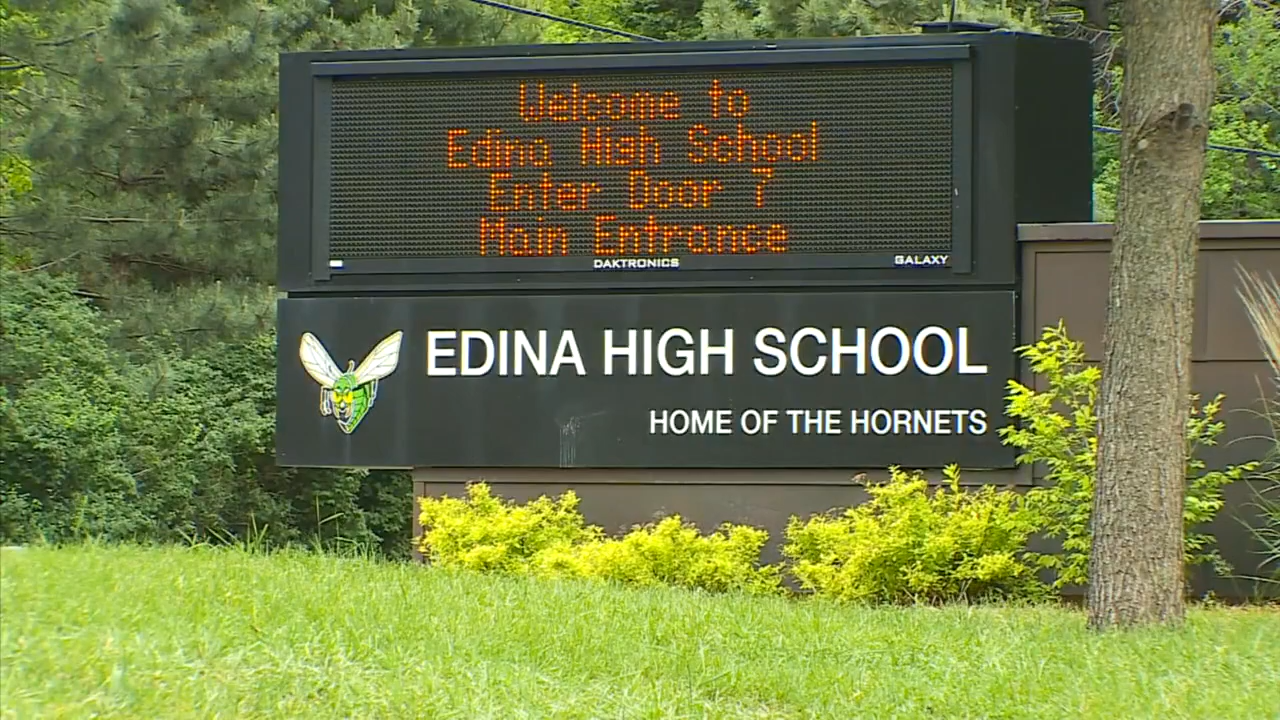 Welcome to
Edina High School
Enter Door 7
Main Entrance
DAKTRONICS GALAXY
EDINA HIGH SCHOOL
HOME OF THE HORNETS